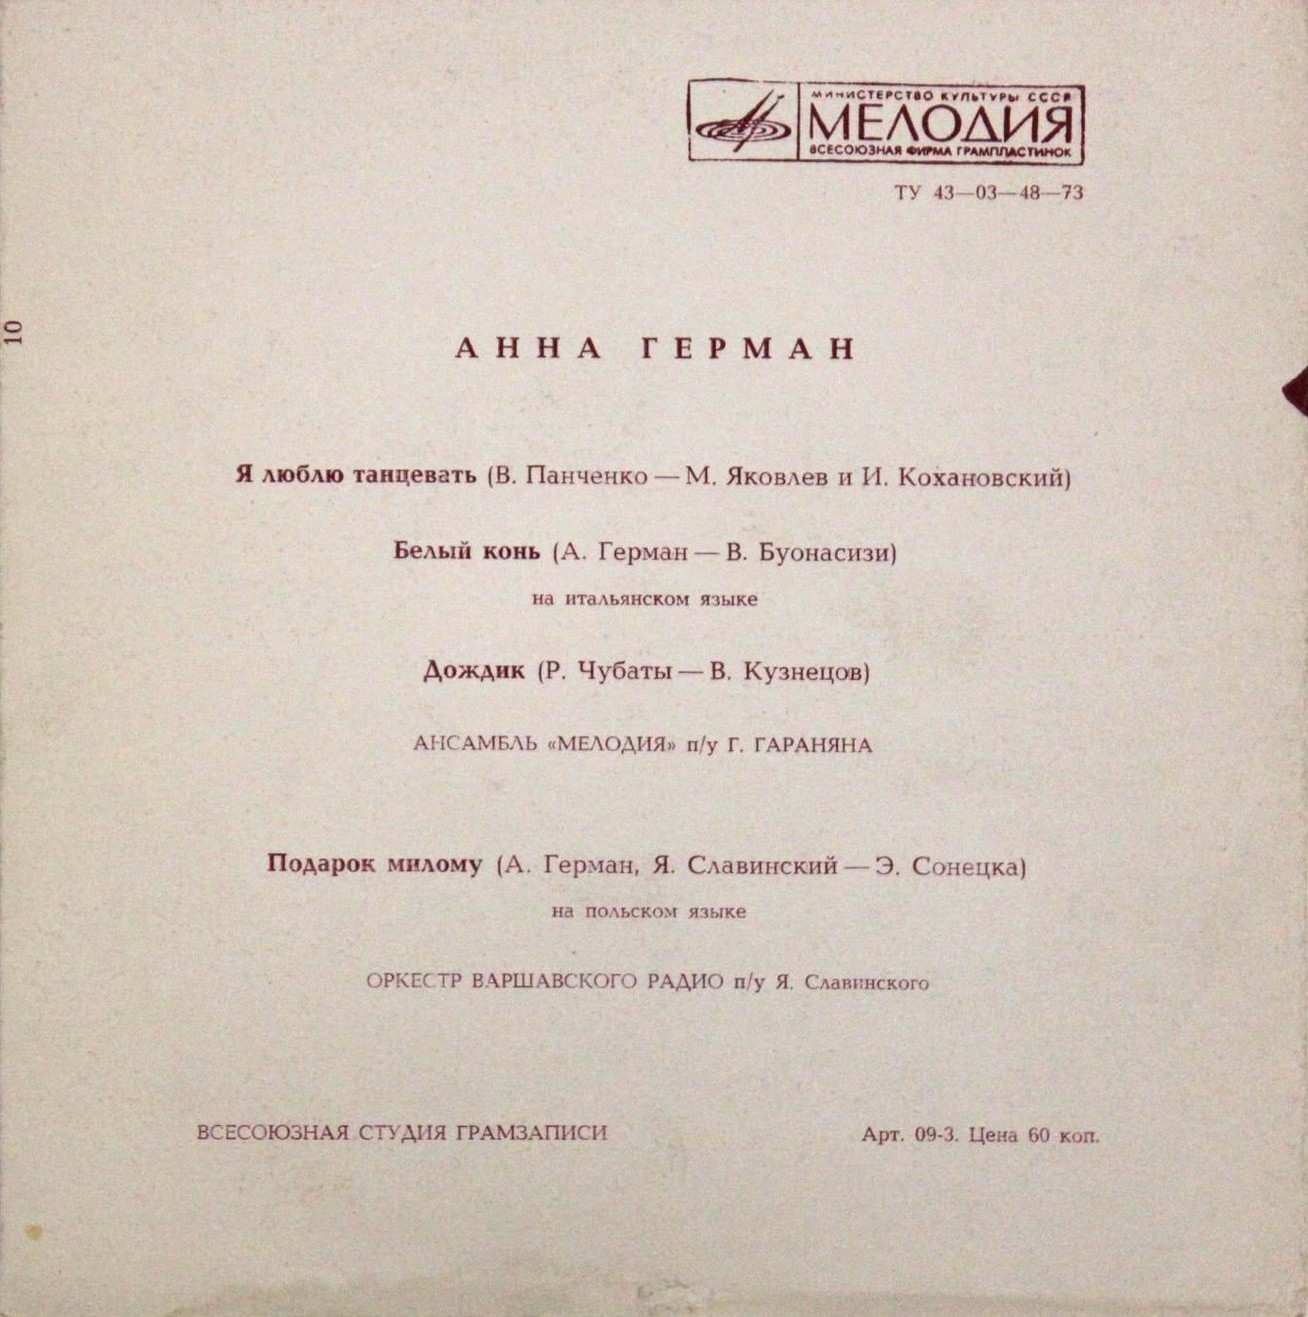 МИНИСТЕРСТВО КУЛЬТУРЫ СССР
МЕЛОДИЯ
ВСЕСОЮЗНАЯ ФИРМА ГРАМПЛАСТИНОК
ТУ 43—03—48—73
10
АННА ГЕРМАН
Я люблю танцевать (В. Панченко — М. Яковлев и И. Кохановский)
Белый конь (А. Герман — В. Буонасизи)
на итальянском языке
Дождик (Р. Чубаты — В. Кузнецов)
АНСАМБЛЬ «МЕЛОДИЯ» п/у Г. ГАРАНЯНА
Подарок милому (А. Герман, Я. Славинский — Э. Сонецка)
на польском языке
ОРКЕСТР ВАРШАВСКОГО РАДИО п/у Я. Славинского
ВСЕСОЮЗНАЯ СТУДИЯ ГРАМЗАПИСИ
Арт. 09-3. Цена 60 коп.